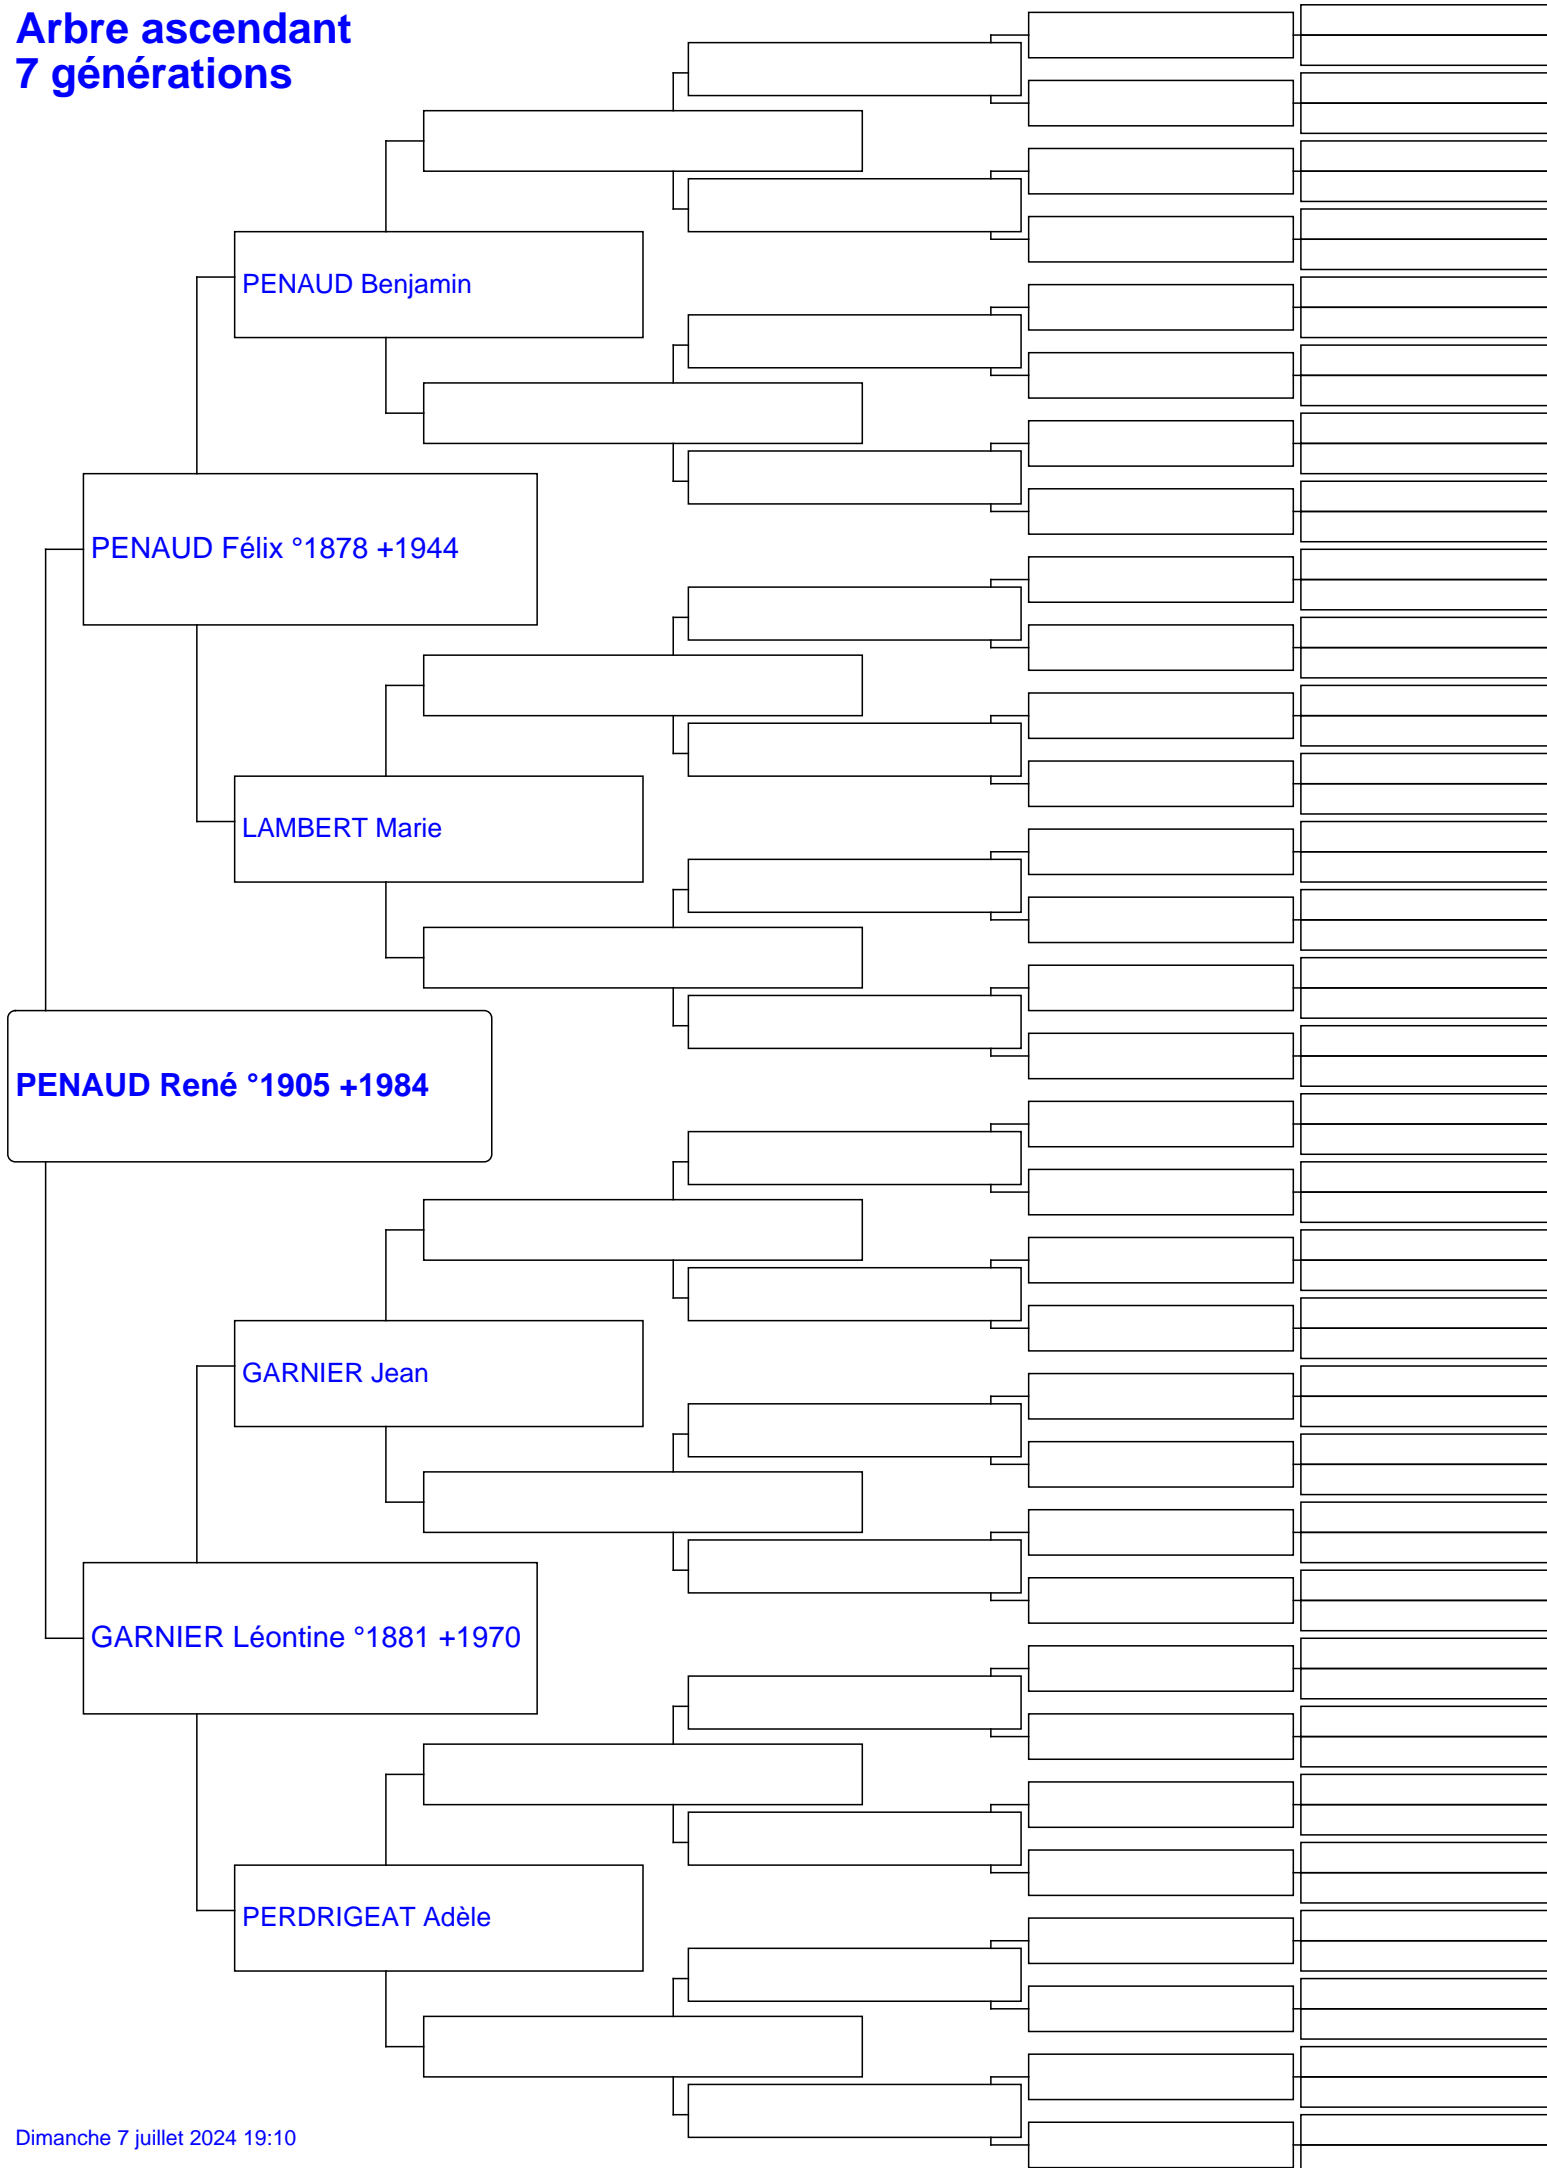 Arbre ascendant
7 générations
PENAUD Benjamin
PENAUD Félix °1878 +1944
LAMBERT Marie
PENAUD René °1905 +1984
GARNIER Jean
GARNIER Léontine °1881 +1970
PERDRIGEAT Adèle
Dimanche 7 juillet 2024 19:10